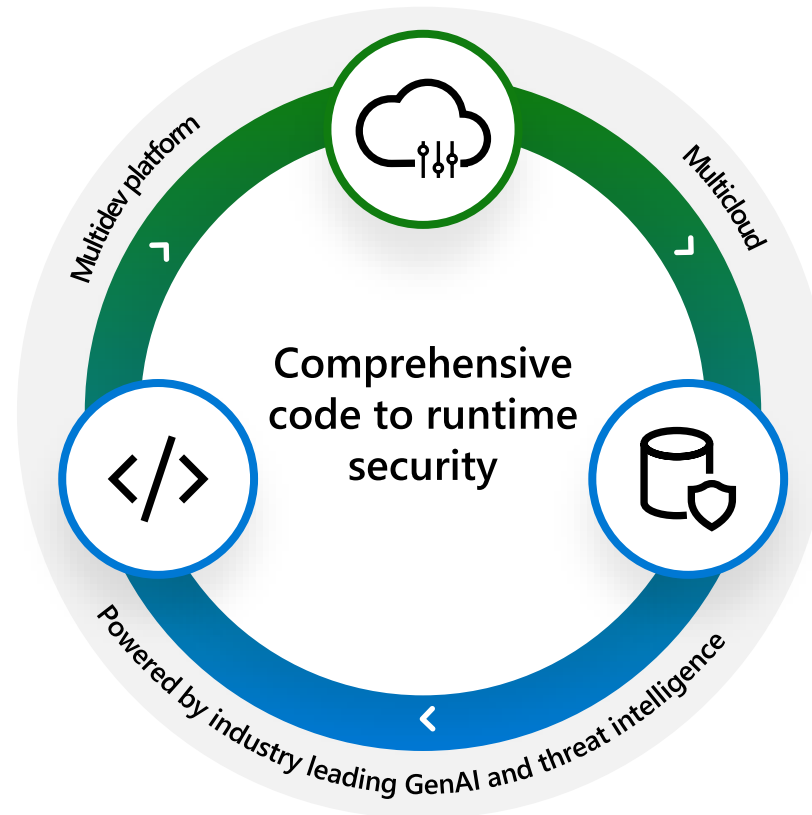 Multidev platform
Multicloud
Comprehensive
code to runtime
security
Powered by industry leading GenAI and threat intelligence